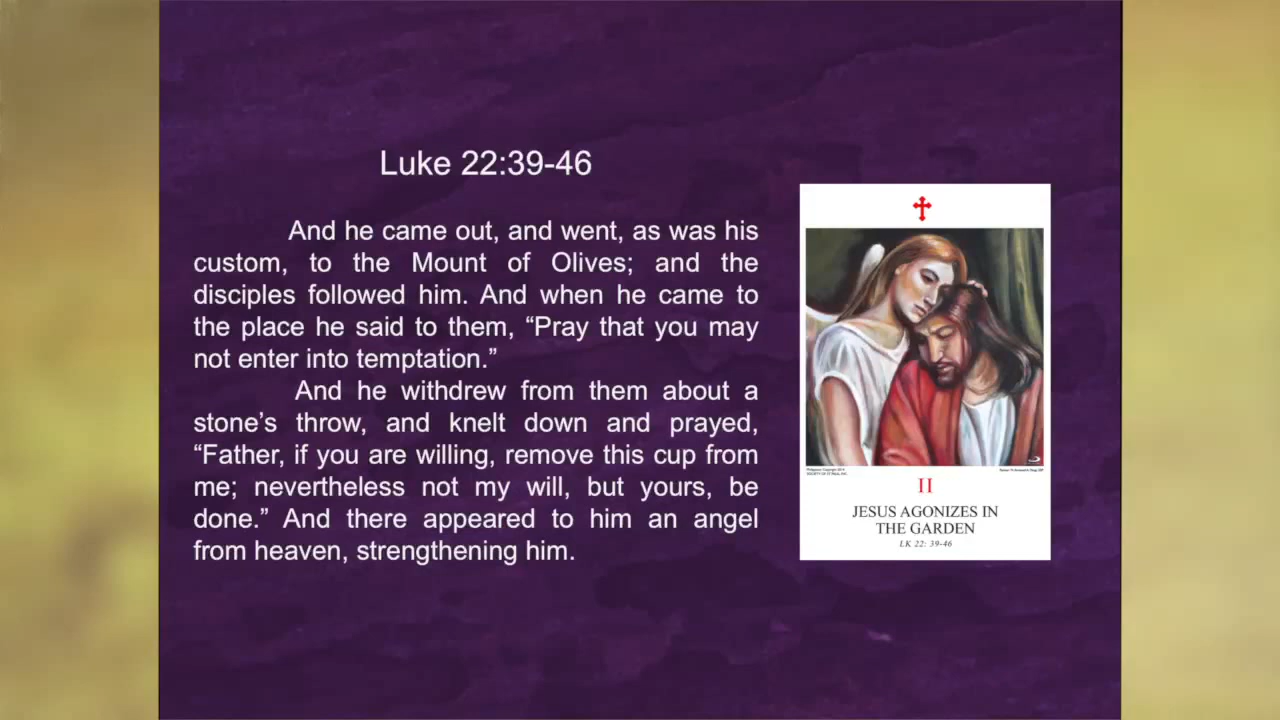 Luke 22:39-46
And he came out, and went, as was his
custom, to the Mount of Olives; and the
disciples followed him. And when he came to
the place he said to them, “Pray that you may
not enter into temptation.”
And he withdrew from them about a
stone’s throw, and knelt down and prayed,
“Father, if you are willing, remove this cup from
me; nevertheless not my will, but yours, be
done.” And there appeared to him an angel
from heaven, strengthening him.
II
JESUS AGONIZES IN
THE GARDEN
LK 22: 39-46